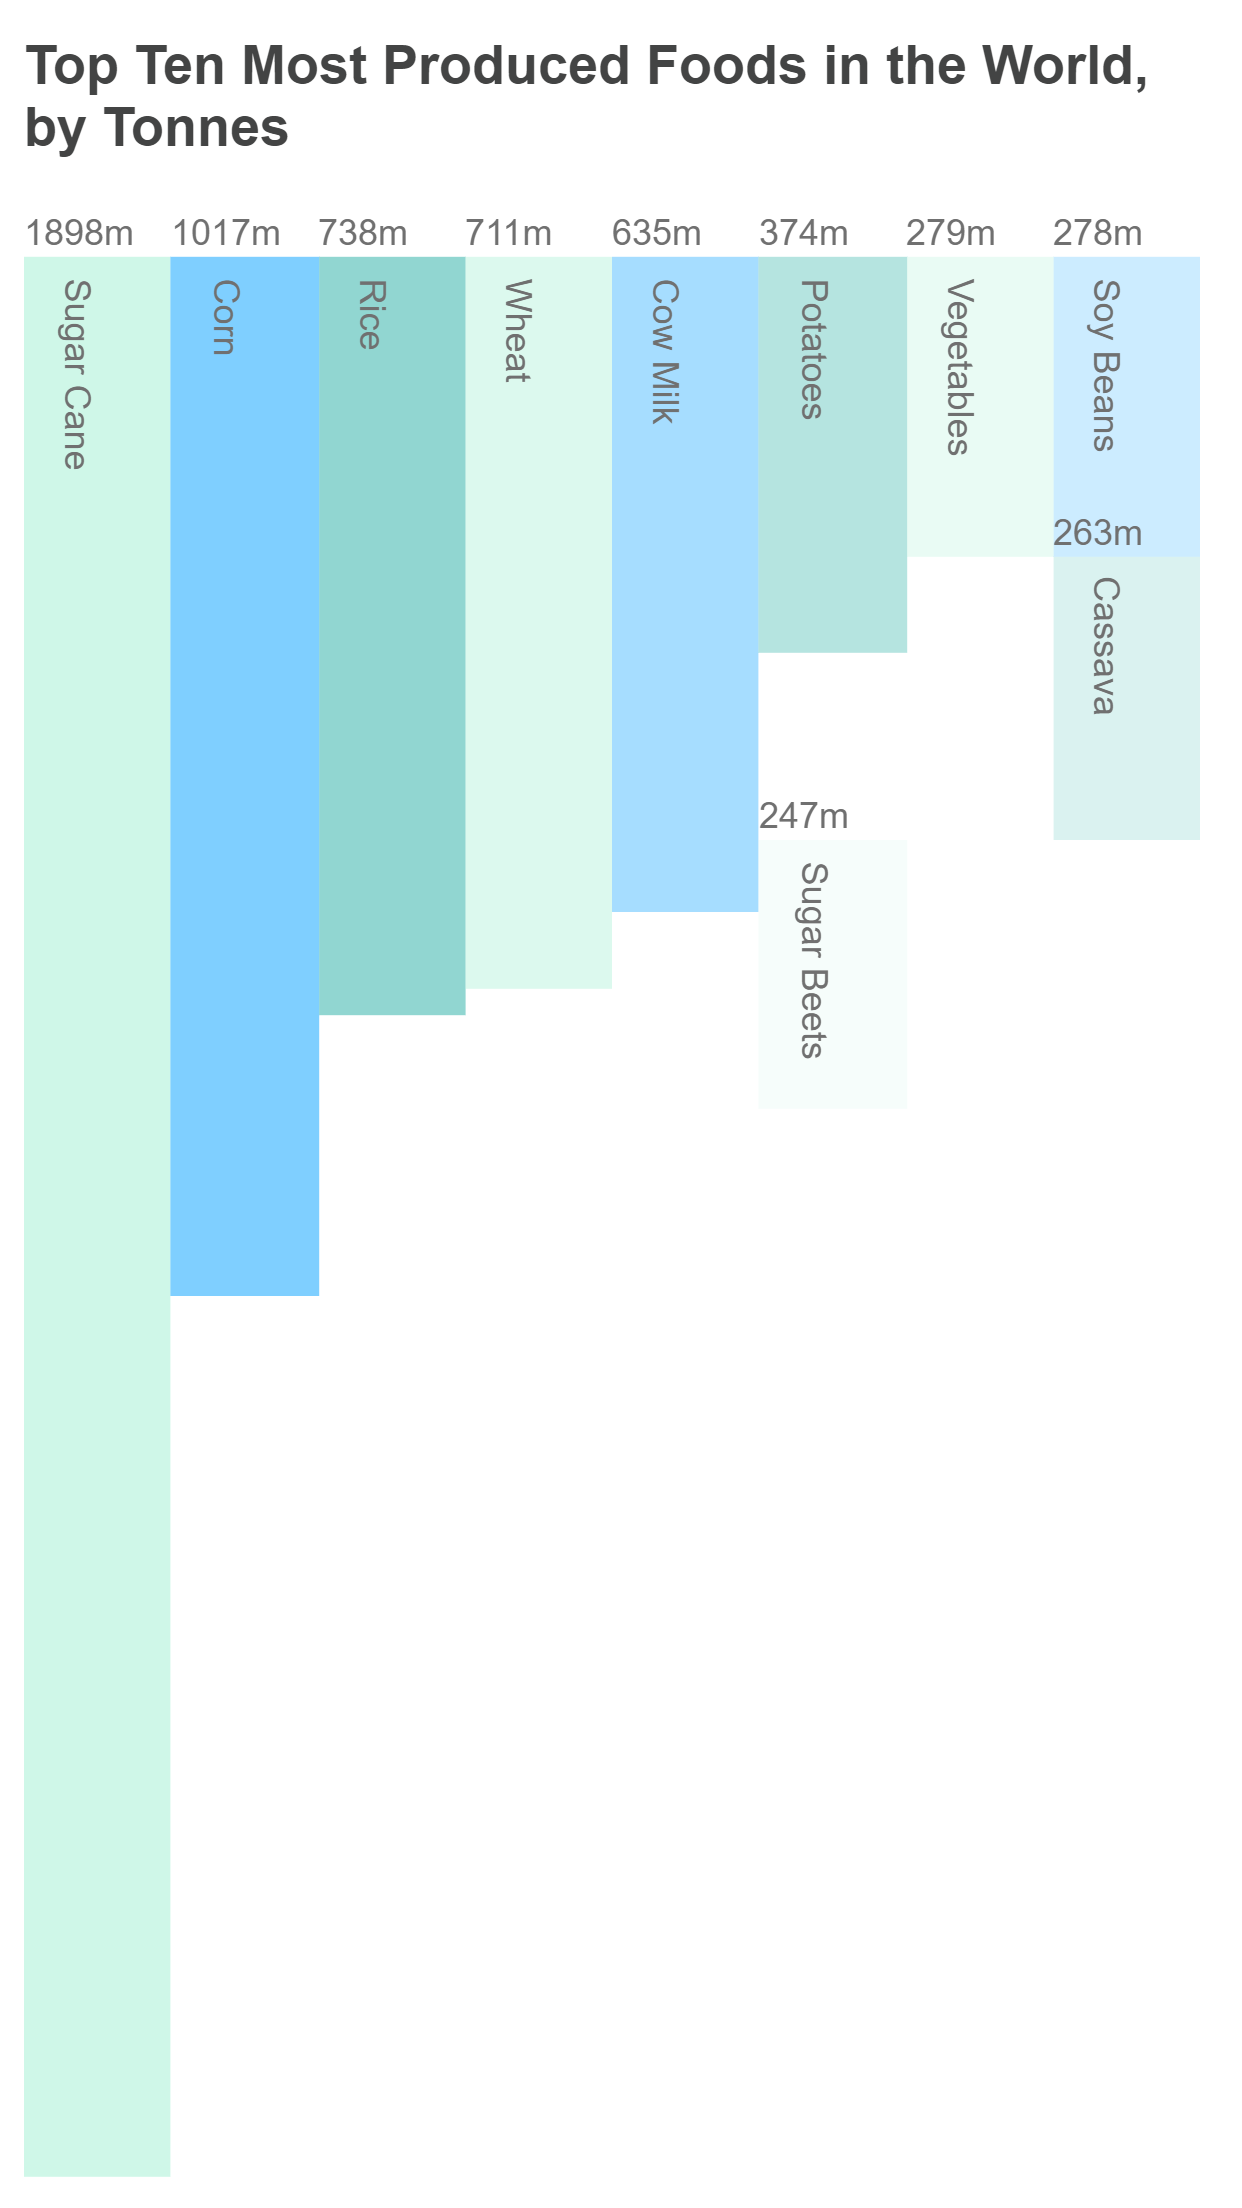 Top Ten Most Produced Foods in the World,
by Tonnes
1898m
Sugar Cane
1017m
Corn
738m
Rice
711m
Wheat
635m
Cow Milk
374m
Potatoes
279m
Vegetables
278m
Soy Beans
263m
Cassava
247m
Sugar Beets